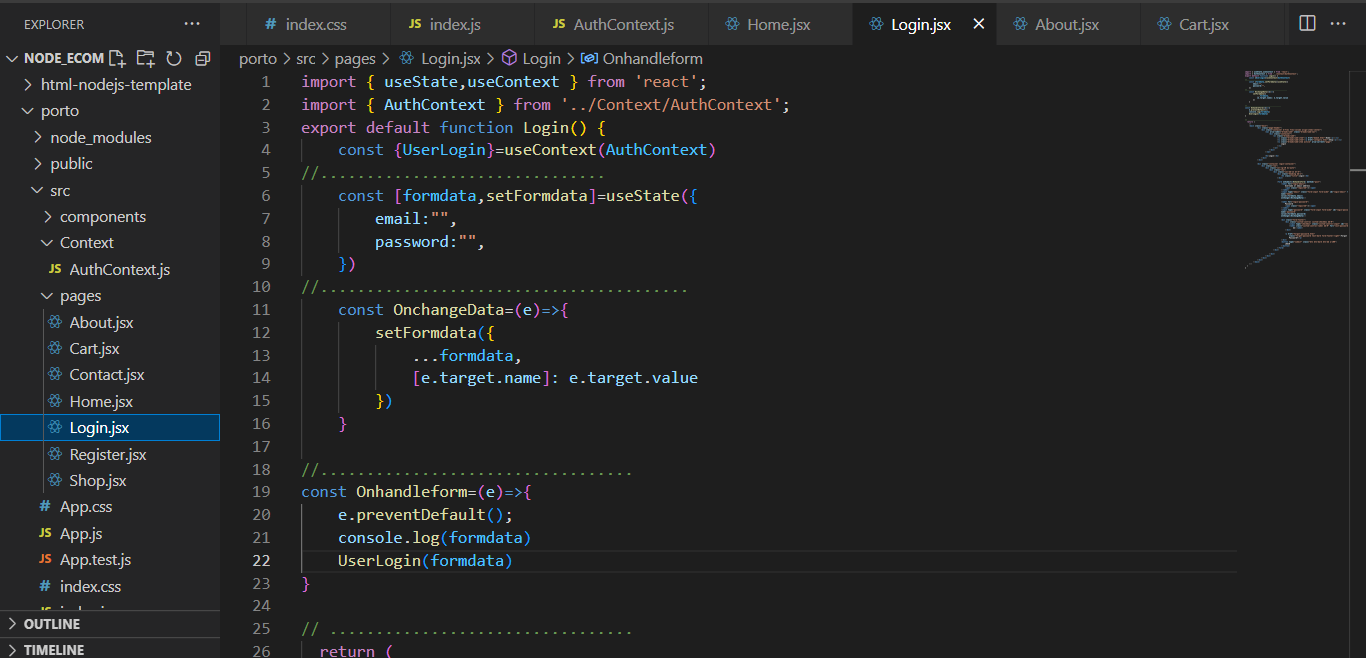 EXPLORER ...
index.css index.js AuthContext.js Home.jsx Login.jsx About.jsx Cart.jsx ...
NODE_ECOM
porto > src > pages > Login.jsx > Login > Onhandleform
html-nodejs-template
porto
node_modules
public
src
components
Context
JS AuthContext.js
pages
About.jsx
Cart.jsx
Contact.jsx
Home.jsx
Login.jsx
Register.jsx
Shop.jsx
# App.css
JS App.js
JS App.test.js
# index.css
OUTLINE
TIMELINE
1 import { useState,useContext } from 'react';
2 import { AuthContext } from '../Context/AuthContext';
3 export default function Login() {
4 const {UserLogin}=useContext(AuthContext)
5 //...............................
6 const [formdata,setFormdata]=useState({
7 email:"",
8 password:"",
9 })
10 //........................................
11 const OnchangeData=(e)=>{
12 setFormdata({
13 ...formdata,
14 [e.target.name]: e.target.value
15 })
16 }
17
18 //..................................
19 const Onhandleform=(e)=>{
20 e.preventDefault();
21 console.log(formdata)
22 UserLogin(formdata)
23 }
24
25 // .................................
26 return (